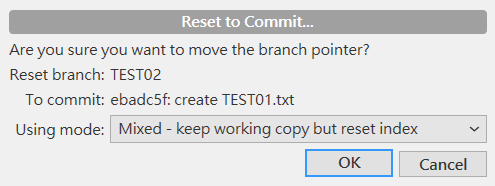 Reset to Commit...
Are you sure you want to move the branch pointer?
Reset branch: TEST02
To commit: ebadc5f: create TEST01.txt
Using mode: Mixed - keep working copy but reset index
OK Cancel